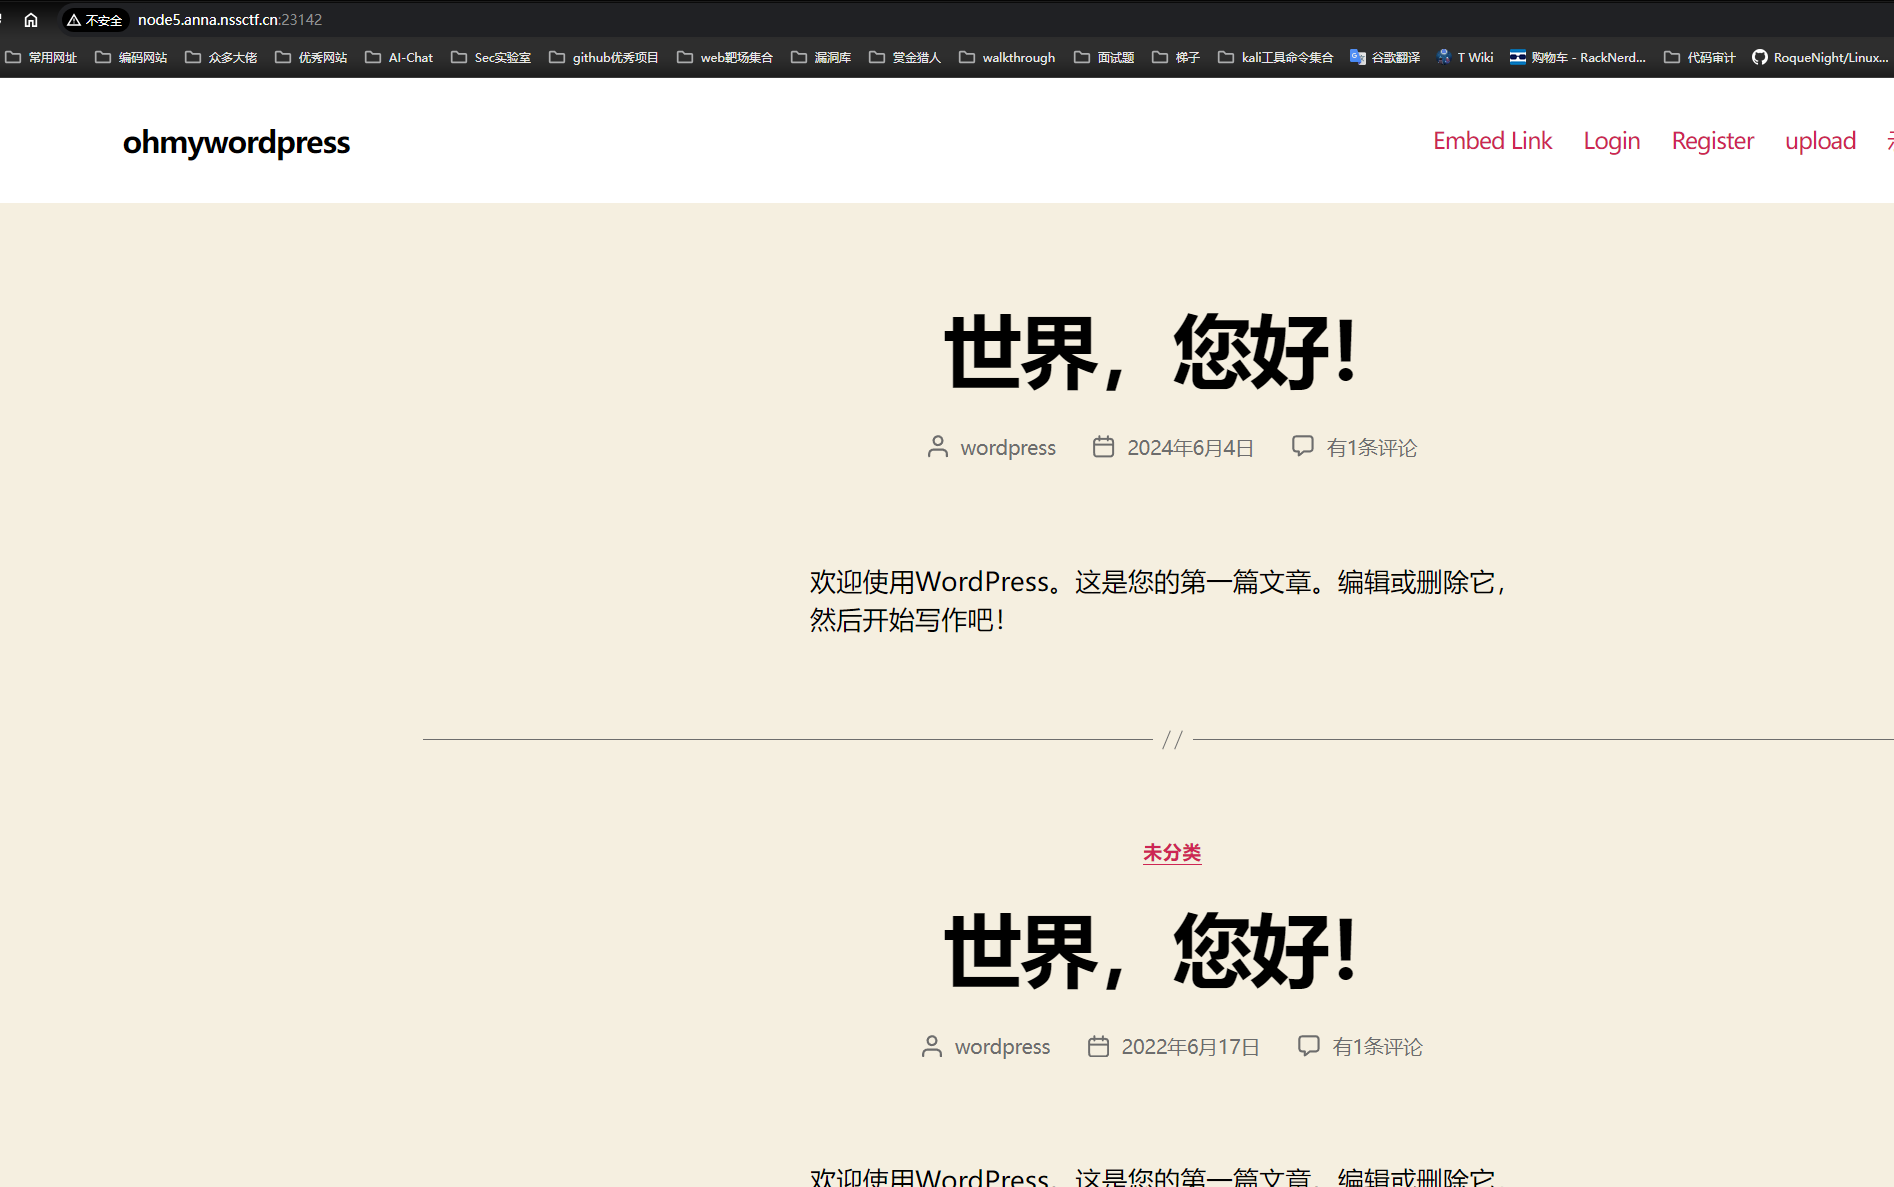 不安全 node5.anna.nssctf.cn:23142
常用网址 编码网站 众多大佬 优秀网站 AI-Chat Sec实验室 github优秀项目 web靶场集合 漏洞库 赏金猎人 walkthrough 面试题 梯子 kali工具命令集合 谷歌翻译 T Wiki 购物车 - RackNerd... 代码审计 RoqueNight/Linux...
ohmywordpress
Embed Link Login Register upload
世界，您好！
wordpress 2024年6月4日 有1条评论
欢迎使用WordPress。这是您的第一篇文章。编辑或删除它，
然后开始写作吧！
//
未分类
世界，您好！
wordpress 2022年6月17日 有1条评论
欢迎使用WordPress。这是您的第一篇文章。编辑或删除它，